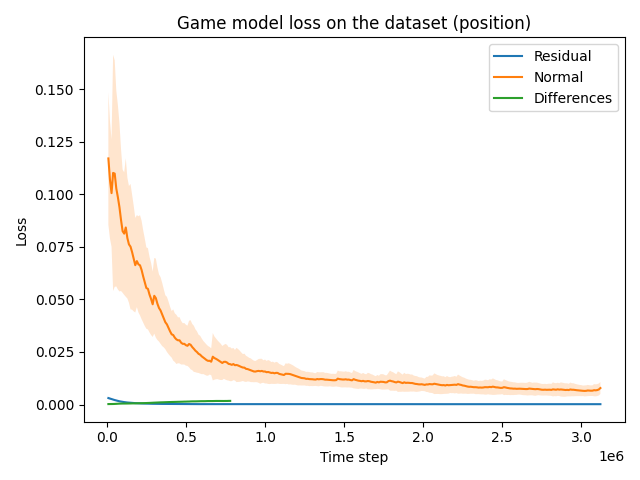 Game model loss on the dataset (position)
Residual
Normal
Differences
Loss
0.150
0.125
0.100
0.075
0.050
0.025
0.000
0.0 0.5 1.0 1.5 2.0 2.5 3.0
1e6
Time step